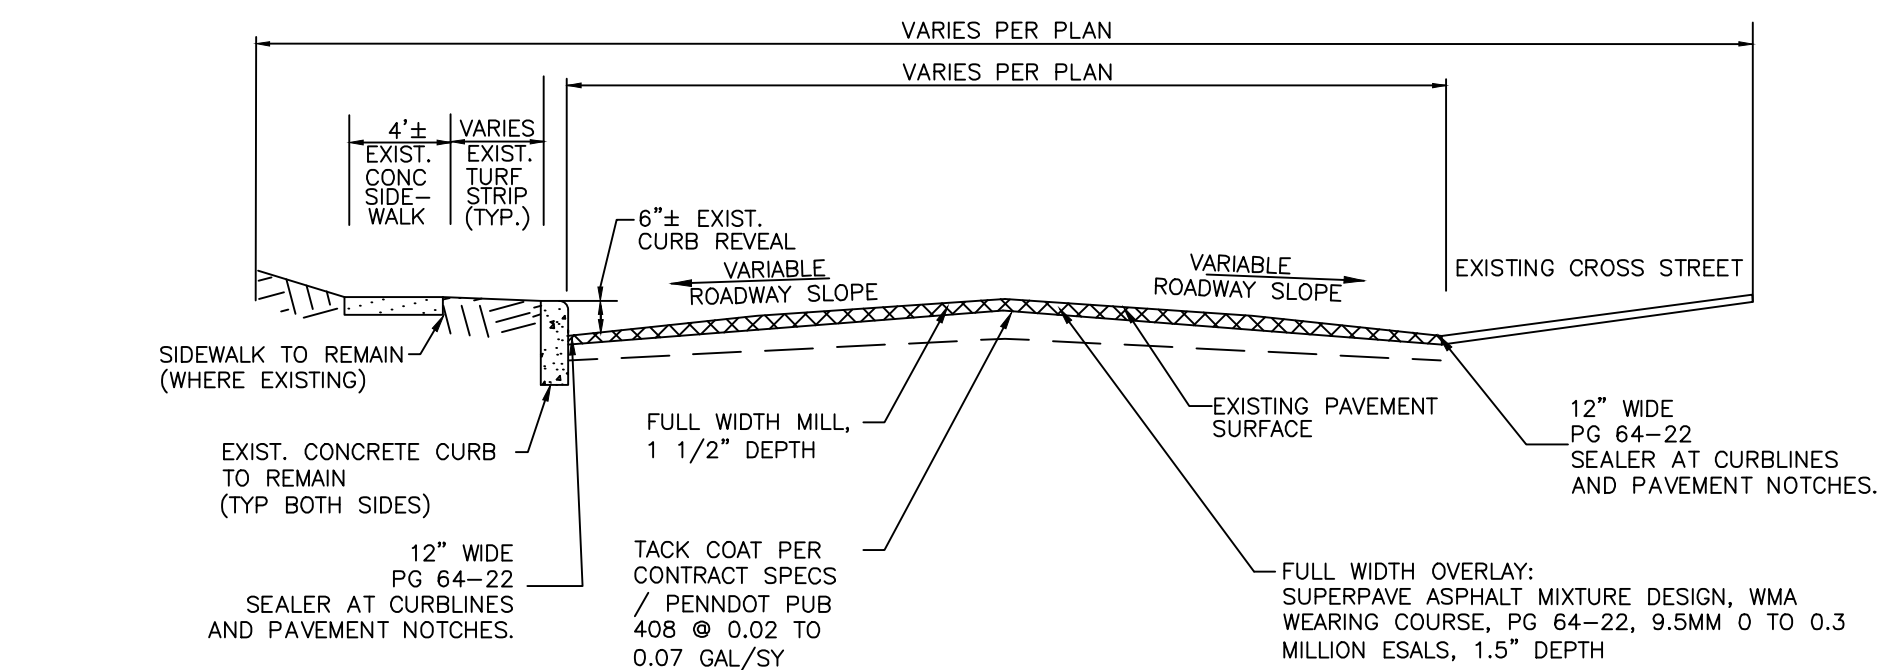 VARIES PER PLAN
VARIES PER PLAN
4'±
EXIST.
CONC
SIDE-
WALK
VARIES
EXIST.
TURF
STRIP
(TYP.)
6"± EXIST.
CURB REVEAL
VARIABLE
ROADWAY SLOPE
VARIABLE
ROADWAY SLOPE
EXISTING CROSS STREET
SIDEWALK TO REMAIN
(WHERE EXISTING)
EXIST. CONCRETE CURB
TO REMAIN
(TYP BOTH SIDES)
FULL WIDTH MILL,
1 1/2" DEPTH
EXISTING PAVEMENT
SURFACE
12" WIDE
PG 64-22
SEALER AT CURBLINES
AND PAVEMENT NOTCHES.
12" WIDE
PG 64-22
SEALER AT CURBLINES
AND PAVEMENT NOTCHES.
TACK COAT PER
CONTRACT SPECS
/ PENNDOT PUB
408 @ 0.02 TO
0.07 GAL/SY
FULL WIDTH OVERLAY:
SUPERPAVE ASPHALT MIXTURE DESIGN, WMA
WEARING COURSE, PG 64-22, 9.5MM 0 TO 0.3
MILLION ESALS, 1.5" DEPTH